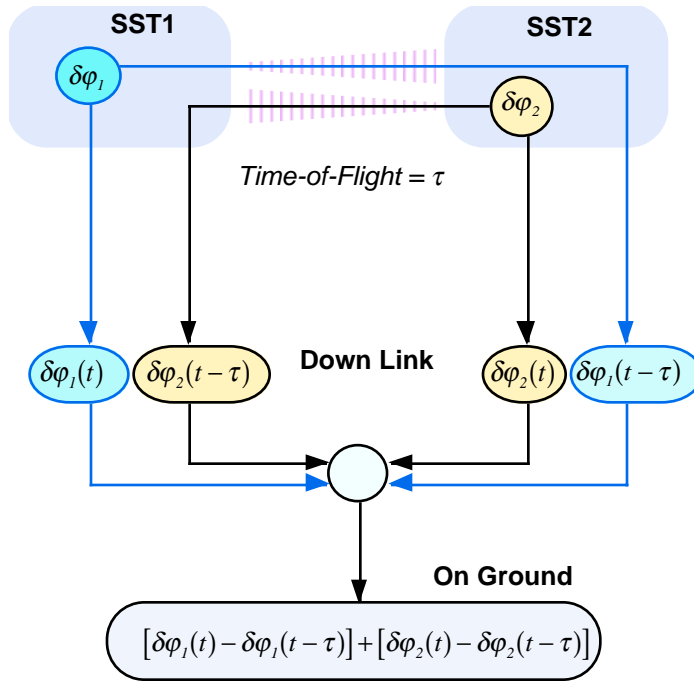 SST1 SST2
δφ₁
δφ₂
Time-of-Flight = τ
Down Link
δφ₁(t) δφ₂(t−τ) δφ₂(t) δφ₁(t−τ)
On Ground
[δφ₁(t)−δφ₁(t−τ)]+[δφ₂(t)−δφ₂(t−τ)]